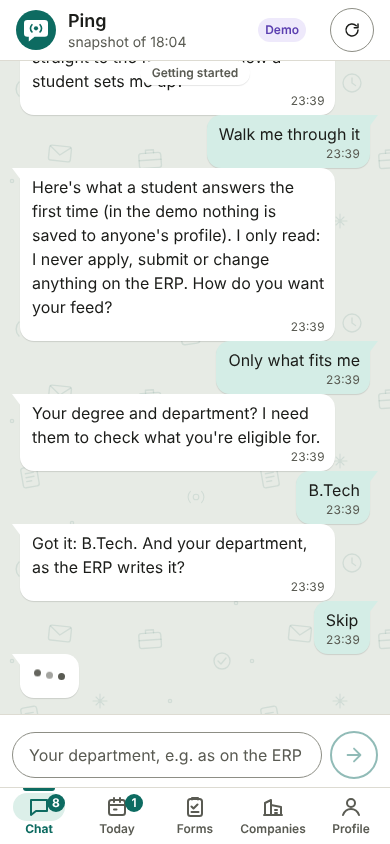 Ping
snapshot of 18:04
Demo
Getting started
student sets me up?
23:39
Walk me through it
23:39
Here's what a student answers the
first time (in the demo nothing is
saved to anyone's profile). I only read:
I never apply, submit or change
anything on the ERP. How do you want
your feed?
23:39
Only what fits me
23:39
Your degree and department? I need
them to check what you're eligible for.
23:39
B.Tech
23:39
Got it: B.Tech. And your department,
as the ERP writes it?
23:39
Skip
23:39
Your department, e.g. as on the ERP
8
1
Chat
Today
Forms
Companies
Profile